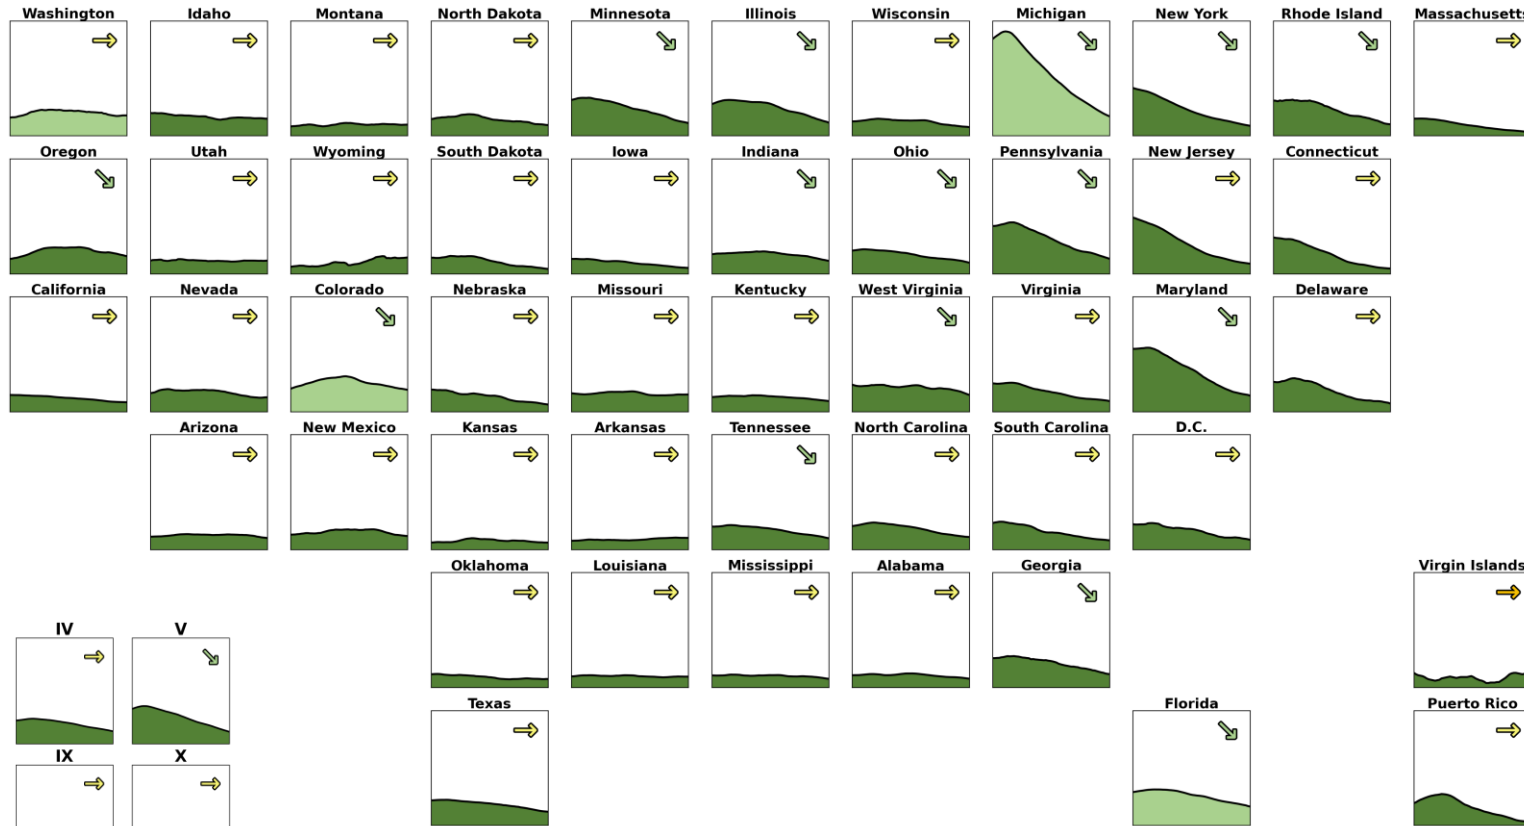 Washington Idaho Montana North Dakota Minnesota Illinois Wisconsin Michigan New York Rhode Island Massachusetts
Oregon Utah Wyoming South Dakota Iowa Indiana Ohio Pennsylvania New Jersey Connecticut
California Nevada Colorado Nebraska Missouri Kentucky West Virginia Virginia Maryland Delaware
Arizona New Mexico Kansas Arkansas Tennessee North Carolina South Carolina D.C.
Oklahoma Louisiana Mississippi Alabama Georgia Virgin Islands
IV V
Texas Florida Puerto Rico
IX X